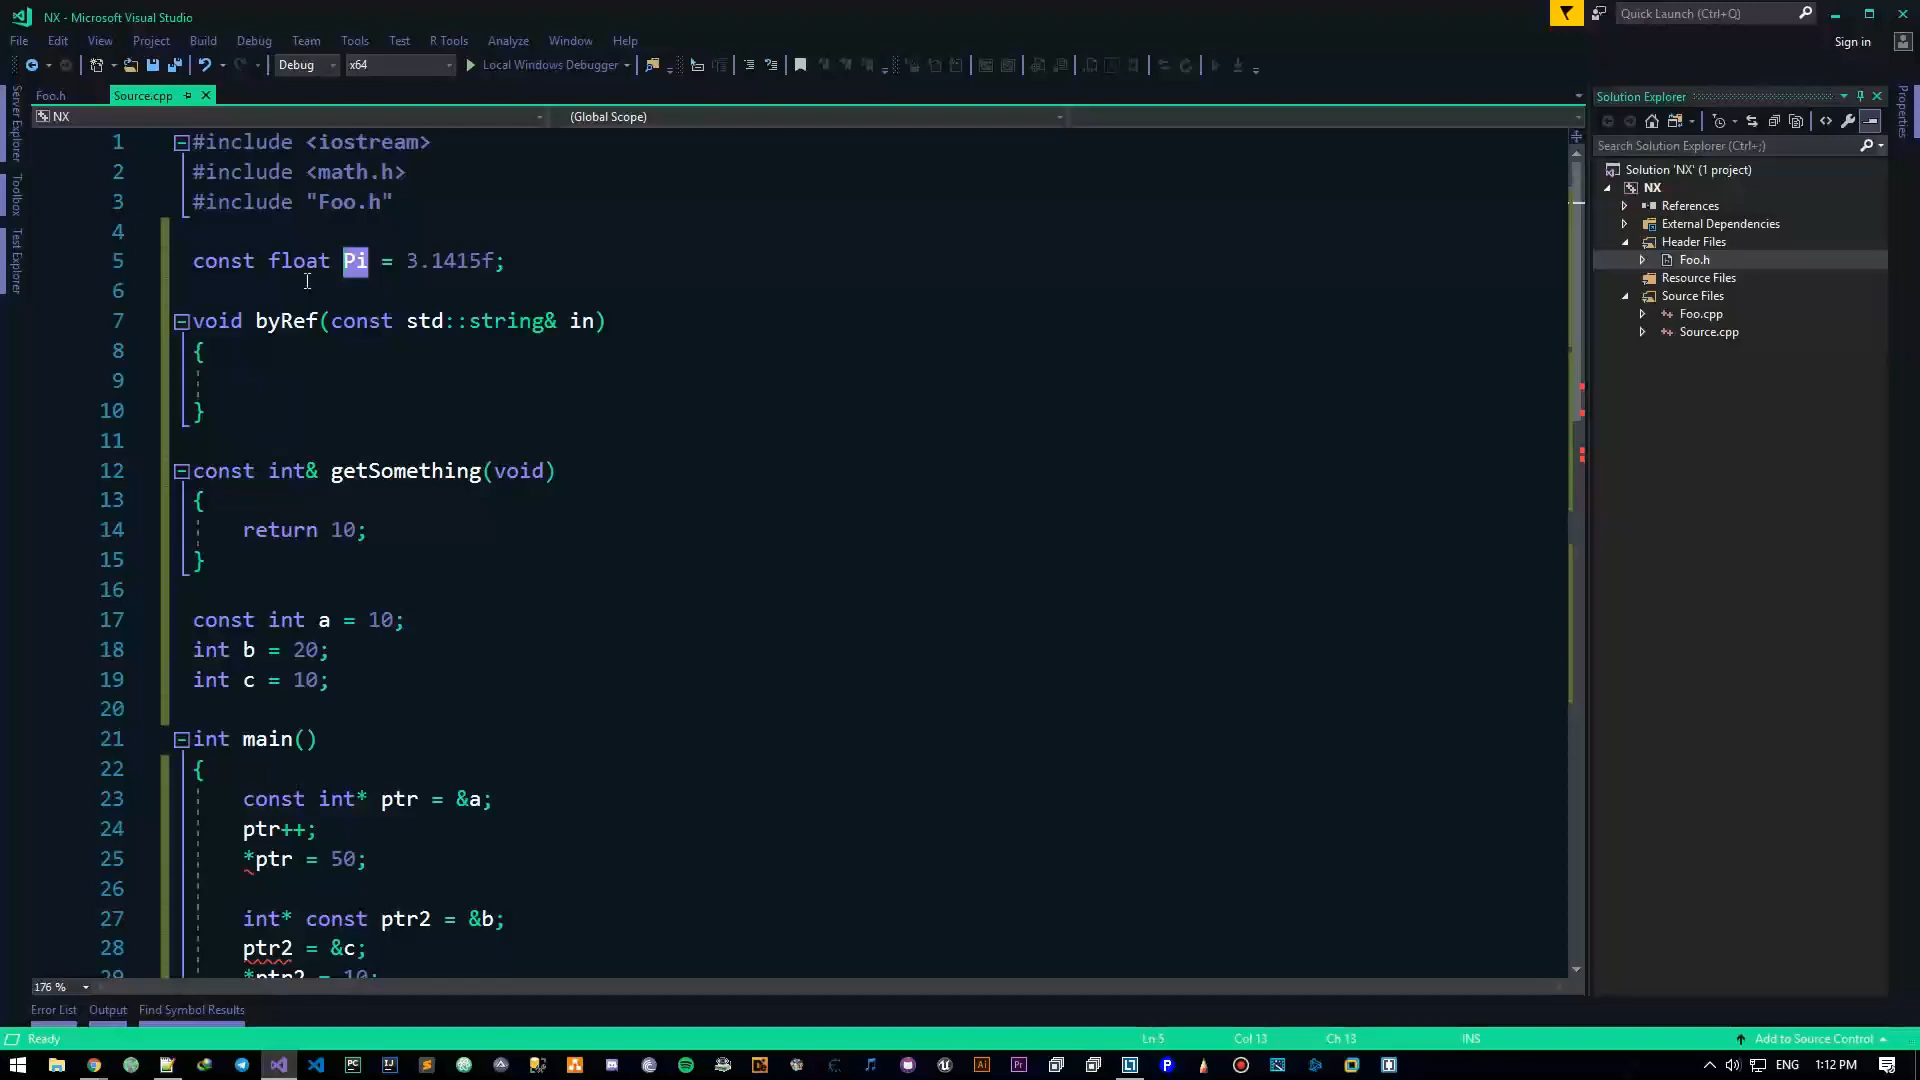 NX - Microsoft Visual Studio
Quick Launch (Ctrl+Q)
File Edit View Project Build Debug Team Tools Test R Tools Analyze Window Help
Sign in
Debug x64 Local Windows Debugger
Foo.h Source.cpp
NX (Global Scope)
Server Explorer
Toolbox
Test Explorer
1 #include <iostream>
2 #include <math.h>
3 #include "Foo.h"
4
5 const float Pi = 3.1415f;
6
7 void byRef(const std::string& in)
8 {
9
10 }
11
12 const int& getSomething(void)
13 {
14 return 10;
15 }
16
17 const int a = 10;
18 int b = 20;
19 int c = 10;
20
21 int main()
22 {
23 const int* ptr = &a;
24 ptr++;
25 *ptr = 50;
26
27 int* const ptr2 = &b;
28 ptr2 = &c;
29 *ptr2 = 10;
176 %
Solution Explorer
Search Solution Explorer (Ctrl+;)
Solution 'NX' (1 project)
NX
References
External Dependencies
Header Files
Foo.h
Resource Files
Source Files
Foo.cpp
Source.cpp
Properties
Error List Output Find Symbol Results
Ready Ln 5 Col 13 Ch 13 INS Add to Source Control
ENG 1:12 PM